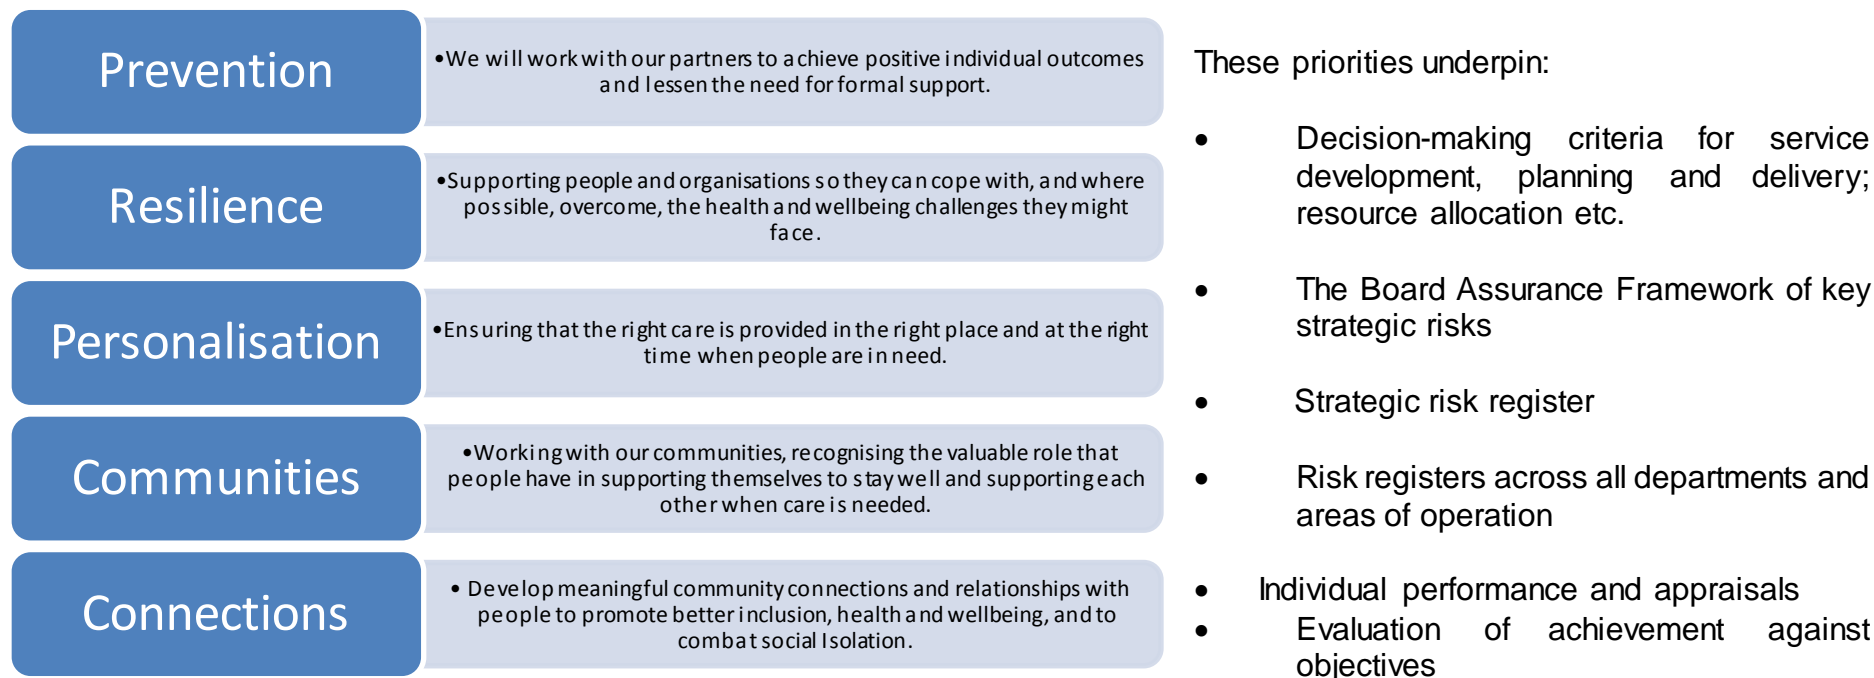 Prevention
•We will work with our partners to achieve positive individual outcomes
and lessen the need for formal support.
Resilience
•Supporting people and organisations so they can cope with, and where
possible, overcome, the health and wellbeing challenges they might
face.
Personalisation
•Ensuring that the right care is provided in the right place and at the right
time when people are in need.
Communities
•Working with our communities, recognising the valuable role that
people have in supporting themselves to stay well and supporting each
other when care is needed.
Connections
• Develop meaningful community connections and relationships with
people to promote better inclusion, health and wellbeing, and to
combat social Isolation.
These priorities underpin:
• Decision-making criteria for service
development, planning and delivery;
resource allocation etc.
• The Board Assurance Framework of key
strategic risks
• Strategic risk register
• Risk registers across all departments and
areas of operation
• Individual performance and appraisals
• Evaluation of achievement against
objectives